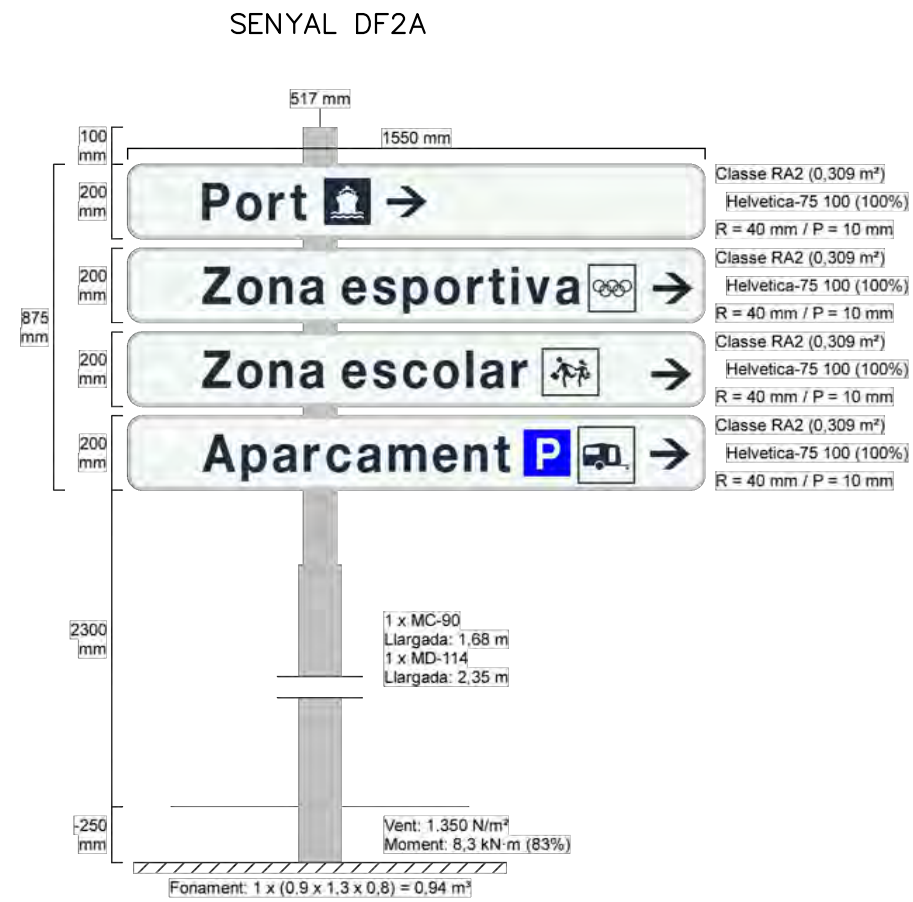 SENYAL DF2A
517 mm
100
mm
1550 mm
200
mm
Port
Classe RA2 (0,309 m²)
Helvetica-75 100 (100%)
R = 40 mm / P = 10 mm
200
mm
Zona esportiva
Classe RA2 (0,309 m²)
Helvetica-75 100 (100%)
R = 40 mm / P = 10 mm
875
mm
200
mm
Zona escolar
Classe RA2 (0,309 m²)
Helvetica-75 100 (100%)
R = 40 mm / P = 10 mm
200
mm
Aparcament P
Classe RA2 (0,309 m²)
Helvetica-75 100 (100%)
R = 40 mm / P = 10 mm
2300
mm
1 x MC-90
Llargada: 1,68 m
1 x MD-114
Llargada: 2,35 m
-250
mm
Vent: 1.350 N/m²
Moment: 8,3 kN·m (83%)
Fonament: 1 x (0,9 x 1,3 x 0,8) = 0,94 m³